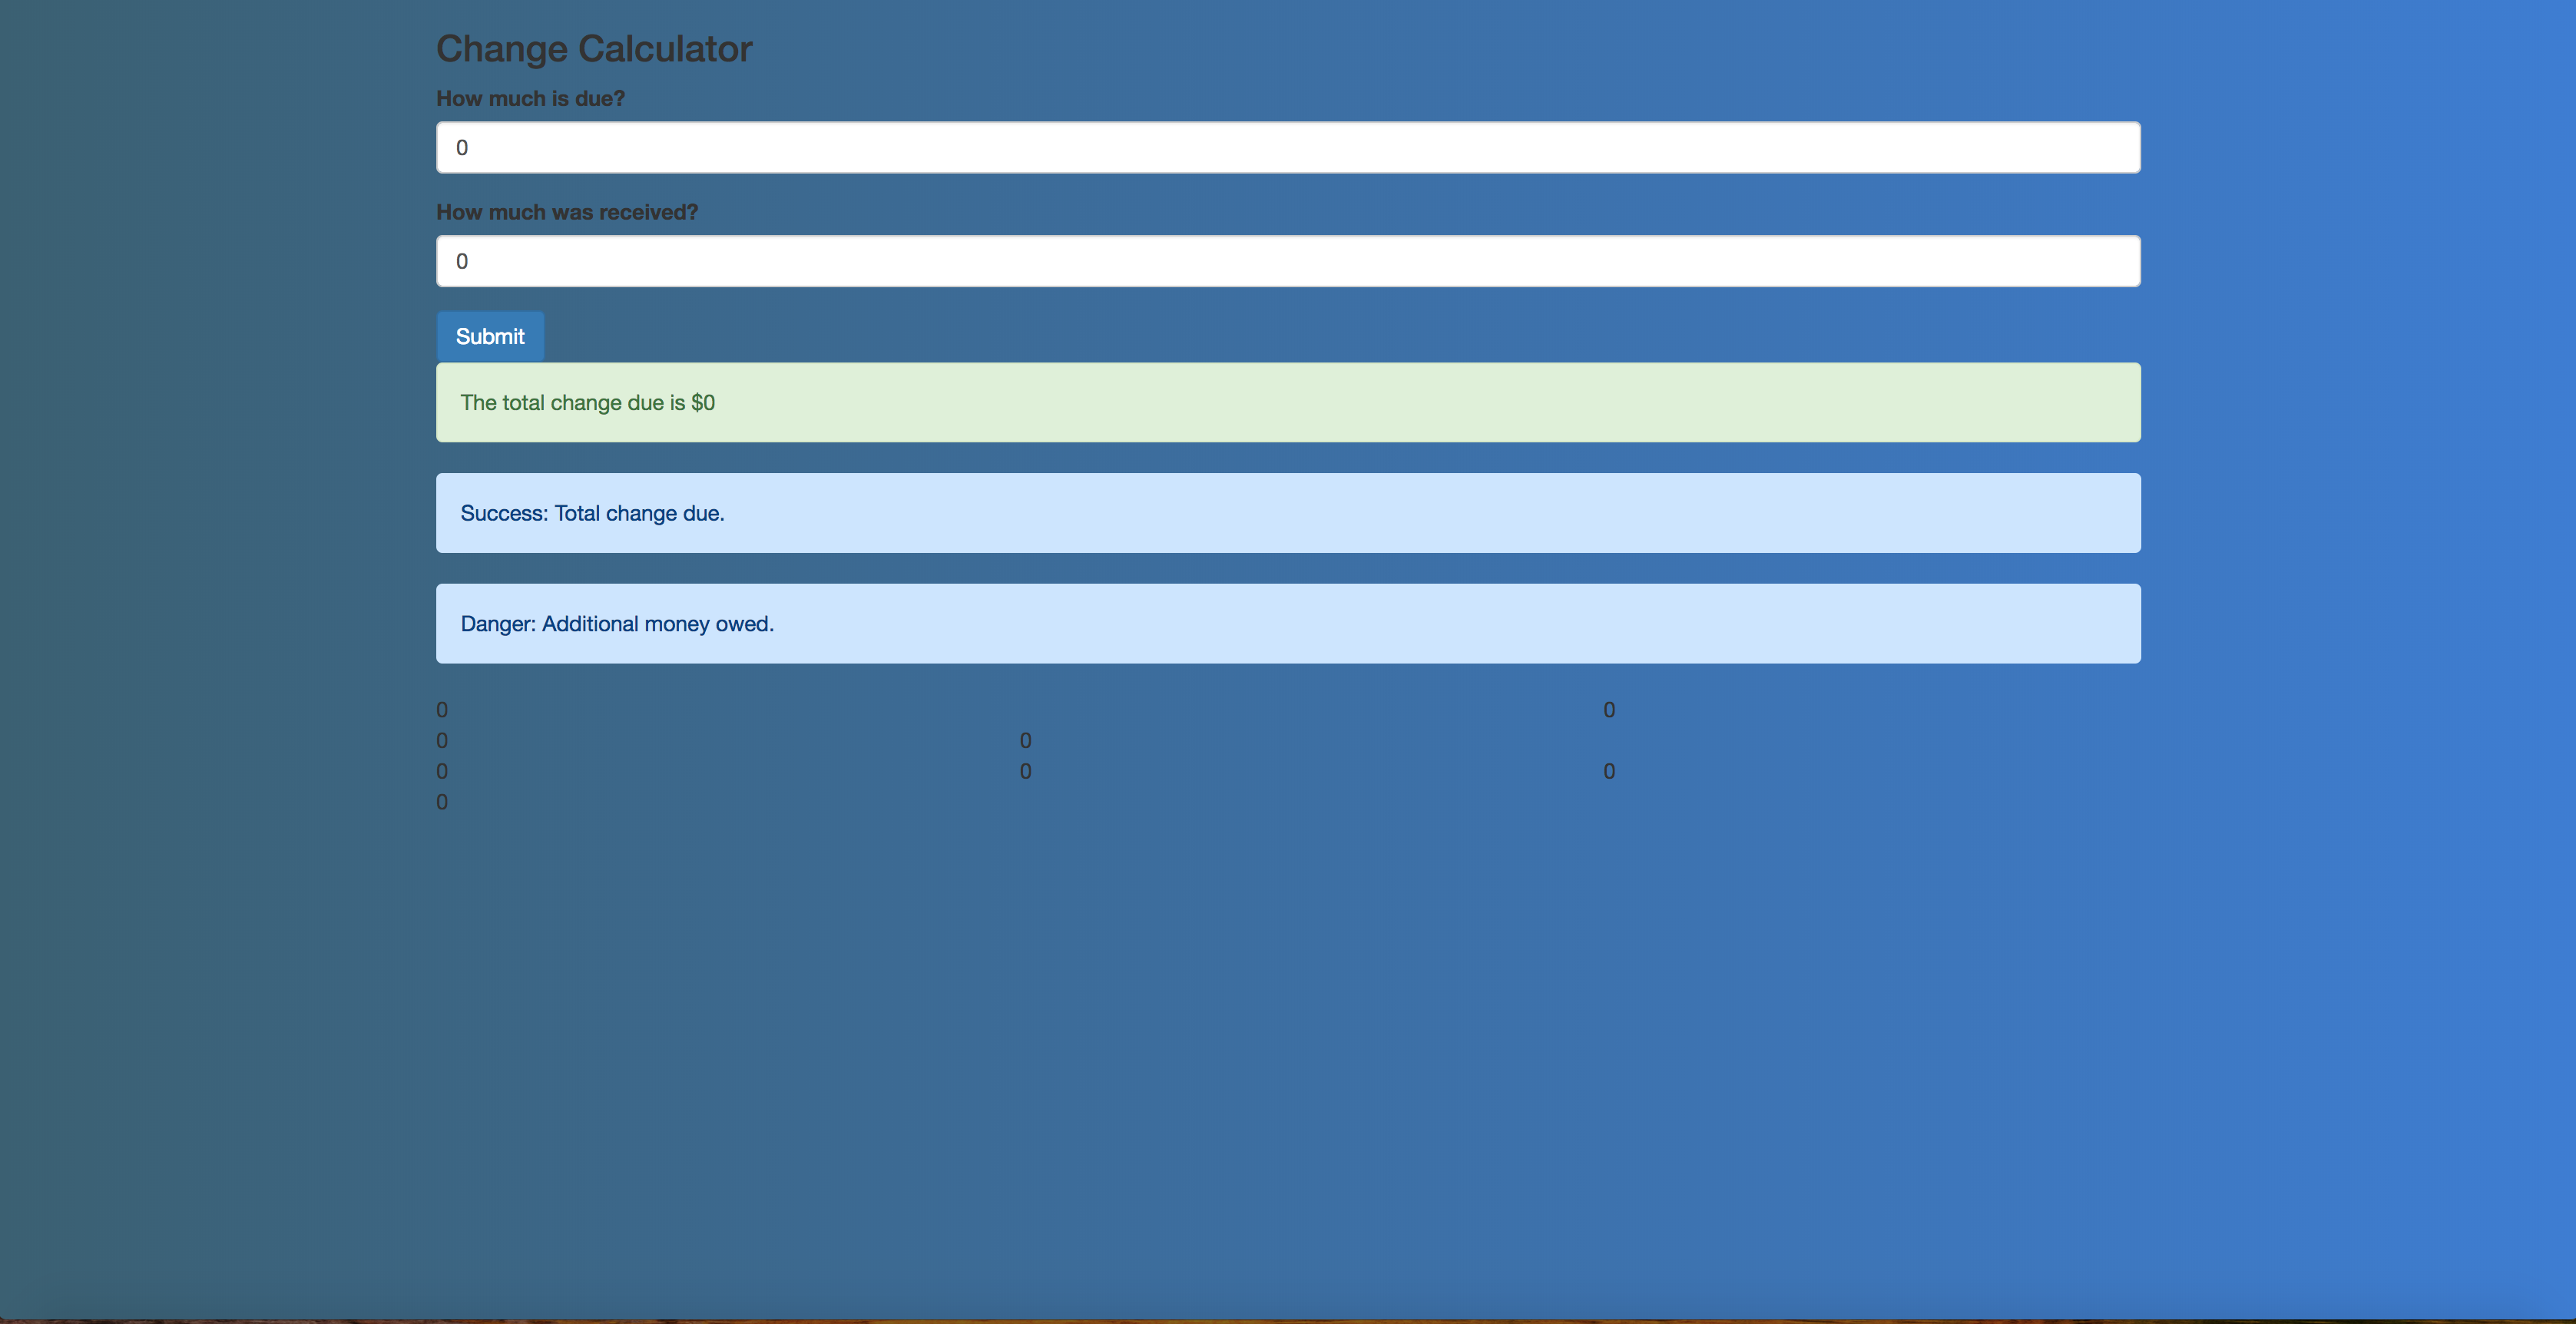 Change Calculator
How much is due?
0
How much was received?
0
Submit
The total change due is $0
Success: Total change due.
Danger: Additional money owed.
0 0
0 0
0 0 0
0